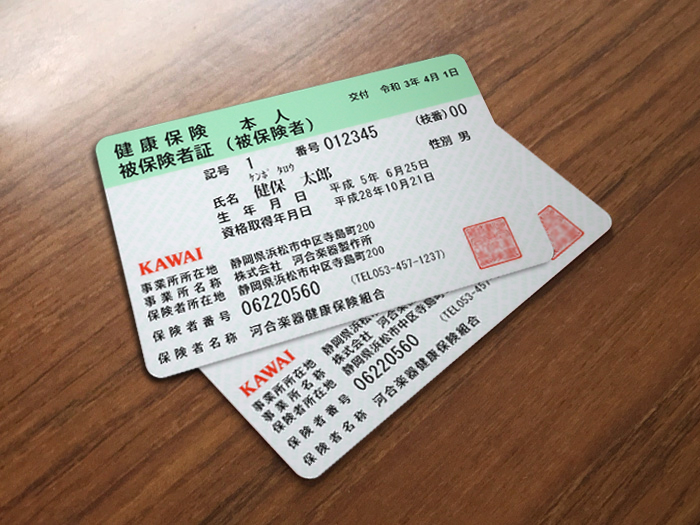 健康保険 本人 交付 令和 3年 4月 1日
被保険者証 (被保険者)
記号 1 番号 012345 (枝番) 00
ケンポ タロウ
氏名 健保 太郎 性別 男
生年月日 平成 5年 6月25日
資格取得年月日 平成28年10月21日
KAWAI
事業所所在地 静岡県浜松市中区寺島町200
事業所名称 株式会社 河合楽器製作所
保険者所在地 静岡県浜松市中区寺島町200
保険者番号 06220560 (TEL053-457-1237)
保険者名称 河合楽器健康保険組合
KAWAI
事業所所在地 静岡県浜松
事業所名称 株式会社 河合楽
保険者所在地 静岡県浜松市中区寺島町
保険者番号 06220560 (TEL053-4
保険者名称 河合楽器健康保険組合